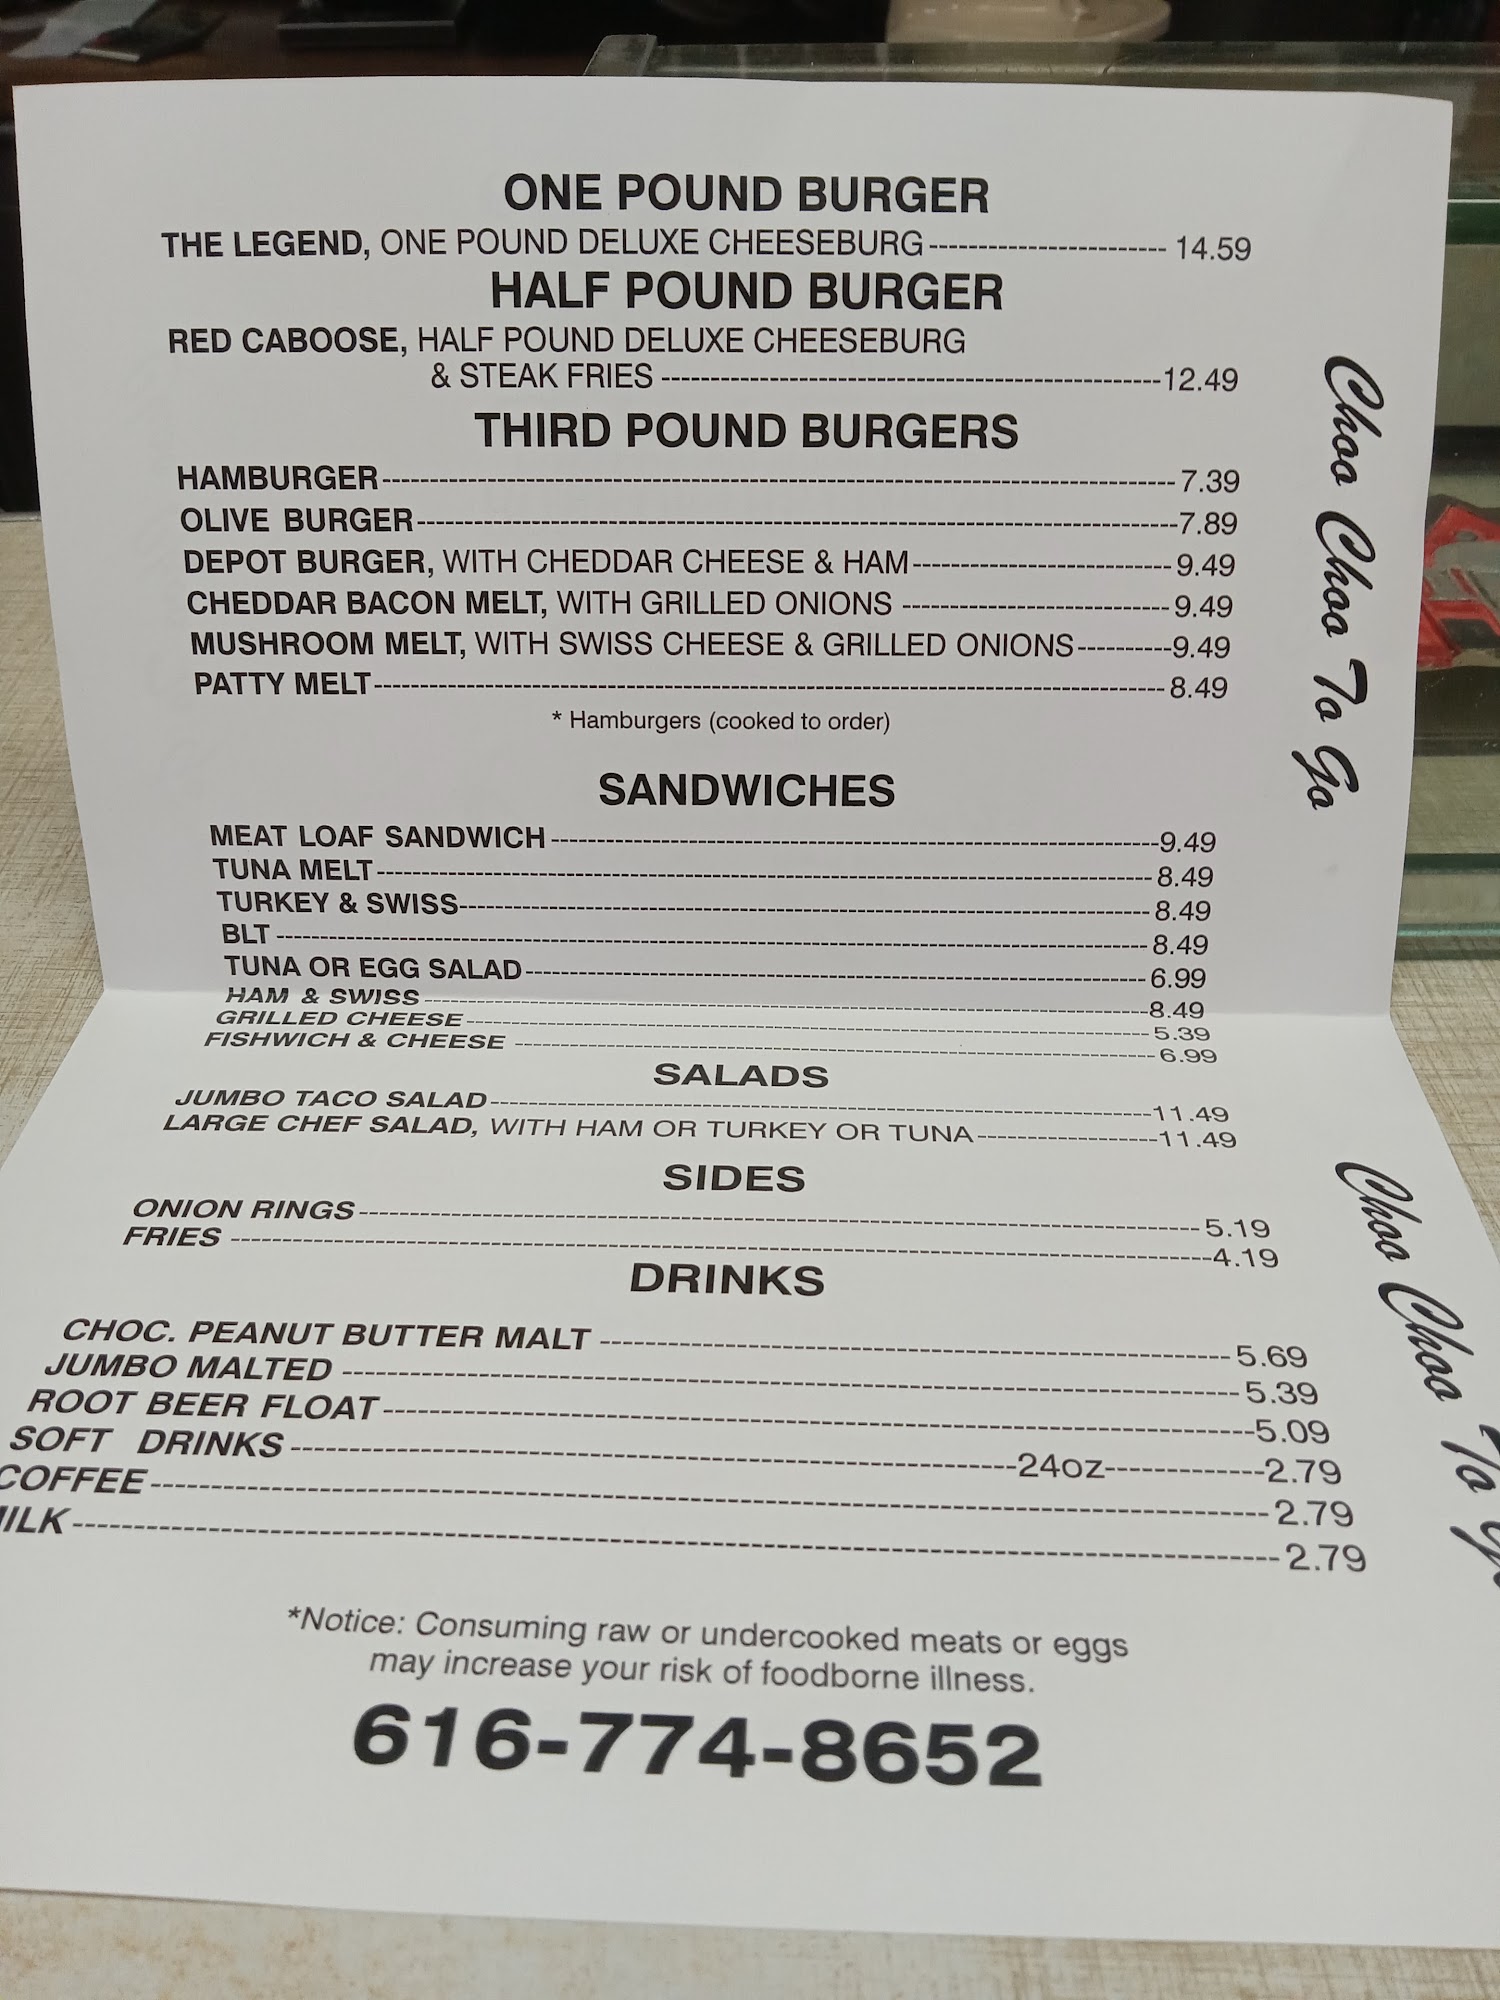 ONE POUND BURGER
THE LEGEND, ONE POUND DELUXE CHEESEBURG ----------------------- 14.59
HALF POUND BURGER
RED CABOOSE, HALF POUND DELUXE CHEESEBURG
& STEAK FRIES --------------------------------------------------12.49
THIRD POUND BURGERS
HAMBURGER-------------------------------------------------------------------------------- 7.39
OLIVE BURGER-----------------------------------------------------------------------------7.89
DEPOT BURGER, WITH CHEDDAR CHEESE & HAM-------------------------- 9.49
CHEDDAR BACON MELT, WITH GRILLED ONIONS --------------------------- 9.49
MUSHROOM MELT, WITH SWISS CHEESE & GRILLED ONIONS----------9.49
PATTY MELT-------------------------------------------------------------------------------- 8.49
* Hamburgers (cooked to order)
SANDWICHES
MEAT LOAF SANDWICH--------------------------------------------------------------9.49
TUNA MELT------------------------------------------------------------------------------- 8.49
TURKEY & SWISS---------------------------------------------------------------------- 8.49
BLT ---------------------------------------------------------------------------------------- 8.49
TUNA OR EGG SALAD--------------------------------------------------------------- 6.99
HAM & SWISS --------------------------------------------------------------------------8.49
GRILLED CHEESE--------------------------------------------------------------------- 5.39
FISHWICH & CHEESE ---------------------------------------------------------------- 6.99
SALADS
JUMBO TACO SALAD-----------------------------------------------------------------11.49
LARGE CHEF SALAD, WITH HAM OR TURKEY OR TUNA------------------11.49
SIDES
ONION RINGS-------------------------------------------------------------------------- 5.19
FRIES --------------------------------------------------------------------------------------4.19
DRINKS
CHOC. PEANUT BUTTER MALT ---------------------------------------------------- 5.69
JUMBO MALTED ----------------------------------------------------------------------- 5.39
ROOT BEER FLOAT--------------------------------------------------------------------5.09
SOFT DRINKS------------------------------------------------------24oz-------------2.79
COFFEE----------------------------------------------------------------------------------- 2.79
MILK---------------------------------------------------------------------------------------- 2.79
*Notice: Consuming raw or undercooked meats or eggs
may increase your risk of foodborne illness.
616-774-8652
Choo Choo To Go
Choo Choo To Go